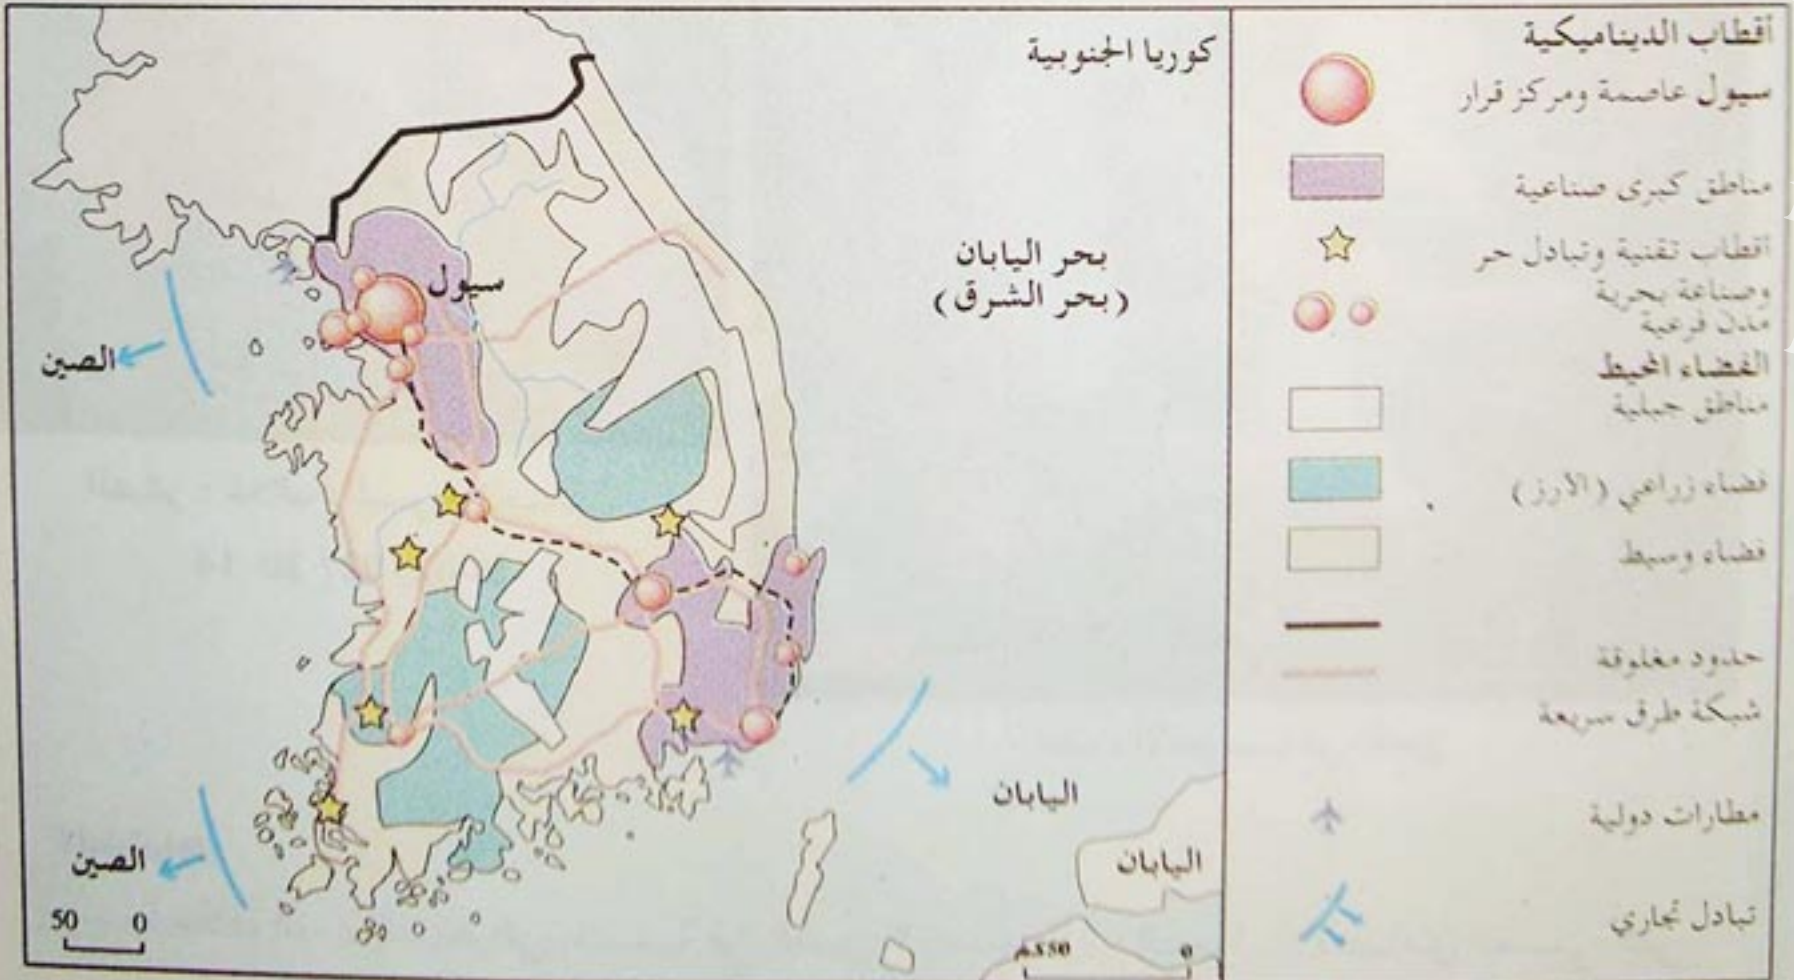 كوريا الجنوبية
بحر اليابان
(بحر الشرق)
سيول
الصين
الصين
اليابان
اليابان
50 0
0
أقطاب الديناميكية
سيول عاصمة ومركز قرار
مناطق كبرى صناعية
أقطاب تقنية وتبادل حر
وصناعة بحرية
مدن فرعية
الفضاء المحيط
مناطق جبلية
فضاء زراعي (الأرز)
فضاء وسيط
حدود مغلوقة
شبكة طرق سريعة
مطارات دولية
تبادل تجاري